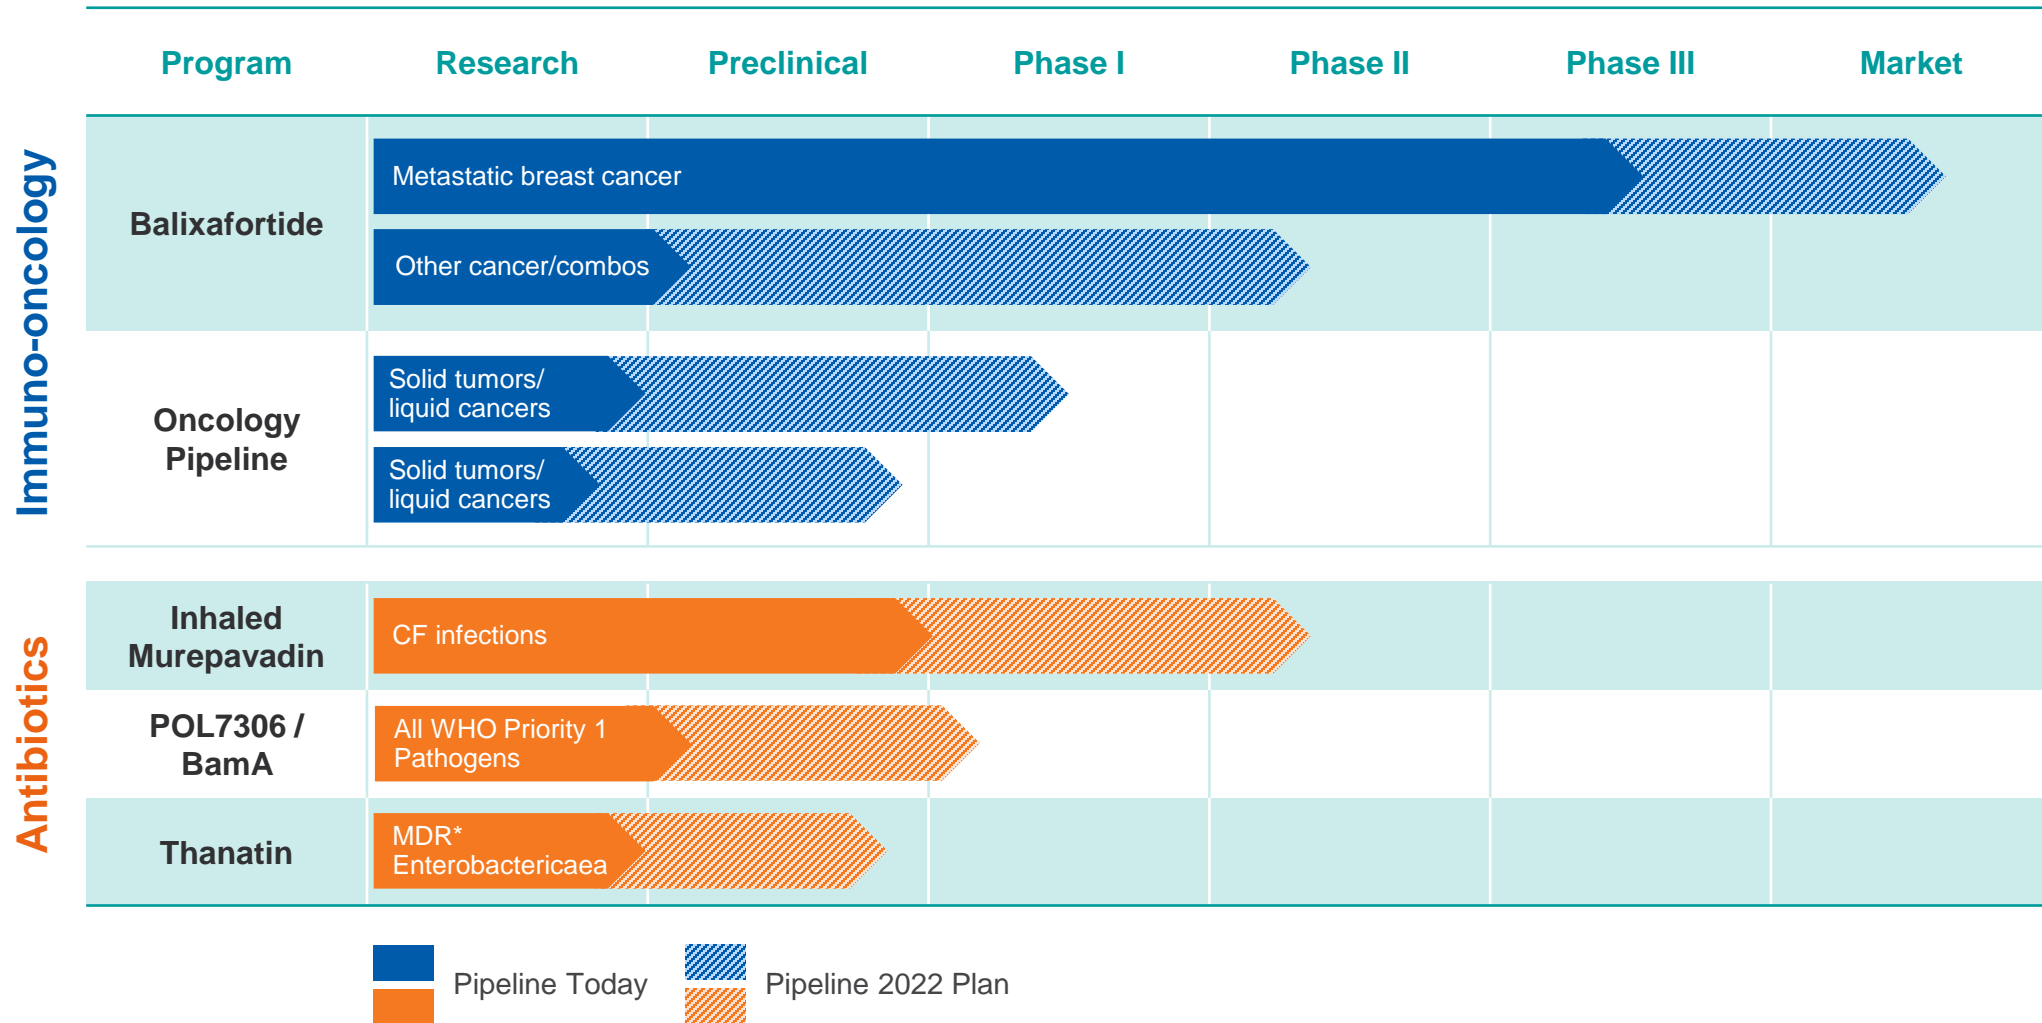 Program Research Preclinical Phase I Phase II Phase III Market
Immuno-oncology
Balixafortide
Metastatic breast cancer
Other cancer/combos
Oncology
Pipeline
Solid tumors/
liquid cancers
Solid tumors/
liquid cancers
Antibiotics
Inhaled
Murepavadin
CF infections
POL7306 /
BamA
All WHO Priority 1
Pathogens
Thanatin
MDR*
Enterobactericaea
Pipeline Today
Pipeline 2022 Plan